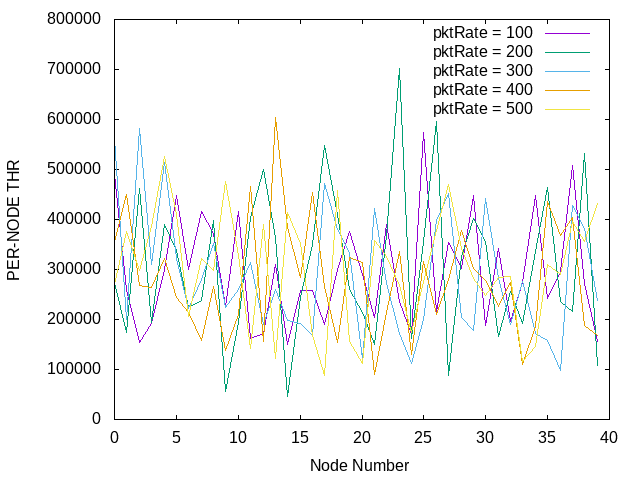 800000
700000
600000
500000
400000
300000
200000
100000
0
PER-NODE THR
pktRate = 100
pktRate = 200
pktRate = 300
pktRate = 400
pktRate = 500
0 5 10 15 20 25 30 35 40
Node Number